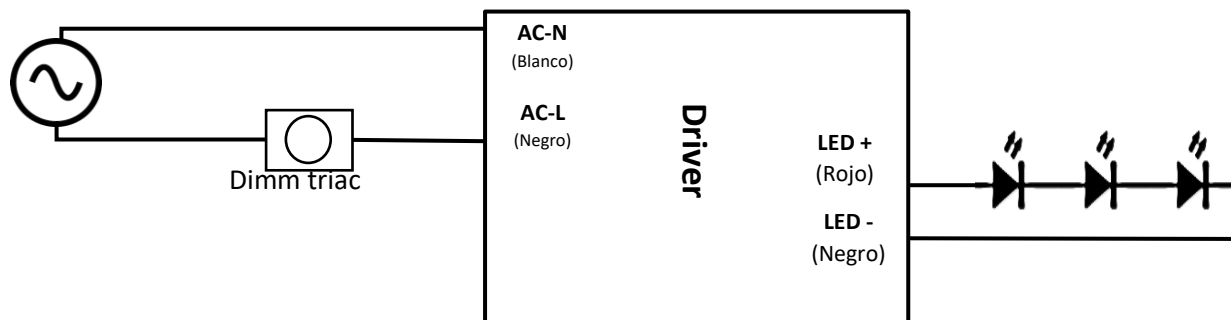 AC-N
(Blanco)
AC-L
(Negro)
Dimm triac
Driver
LED +
(Rojo)
LED -
(Negro)